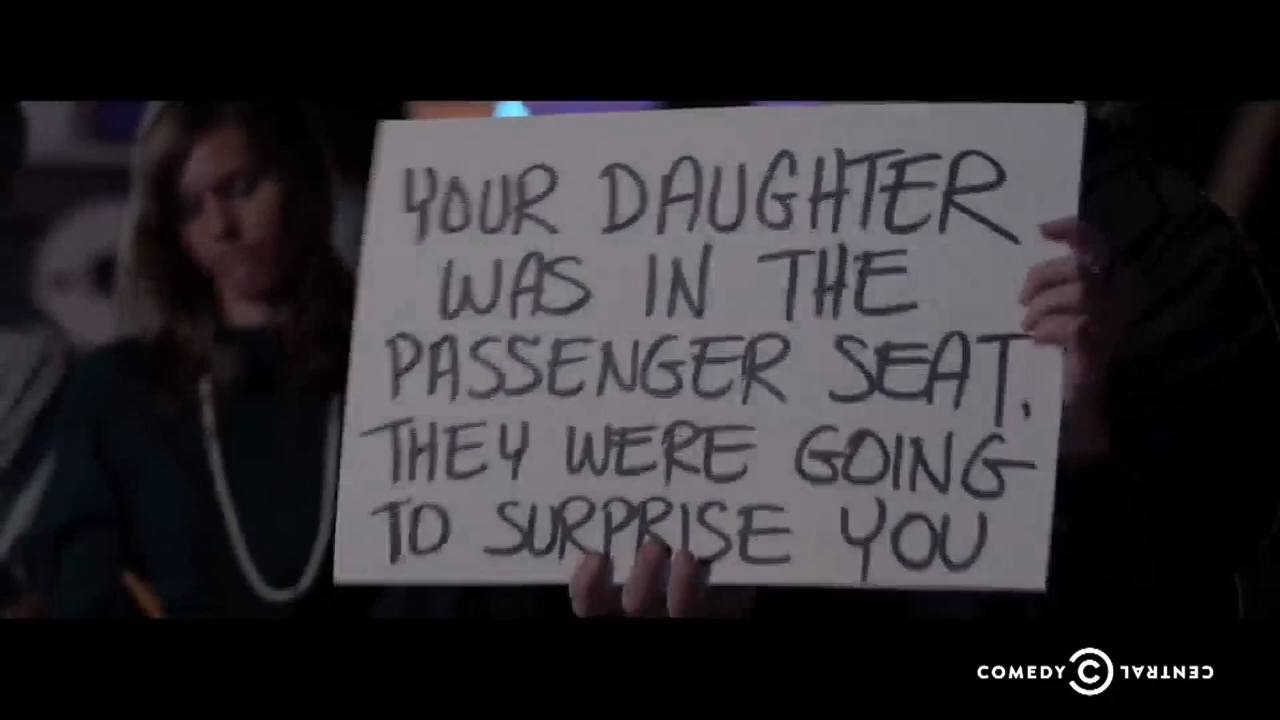 YOUR DAUGHTER
WAS IN THE
PASSENGER SEAT.
THEY WERE GOING
TO SURPRISE YOU
COMEDY C CENTRAL